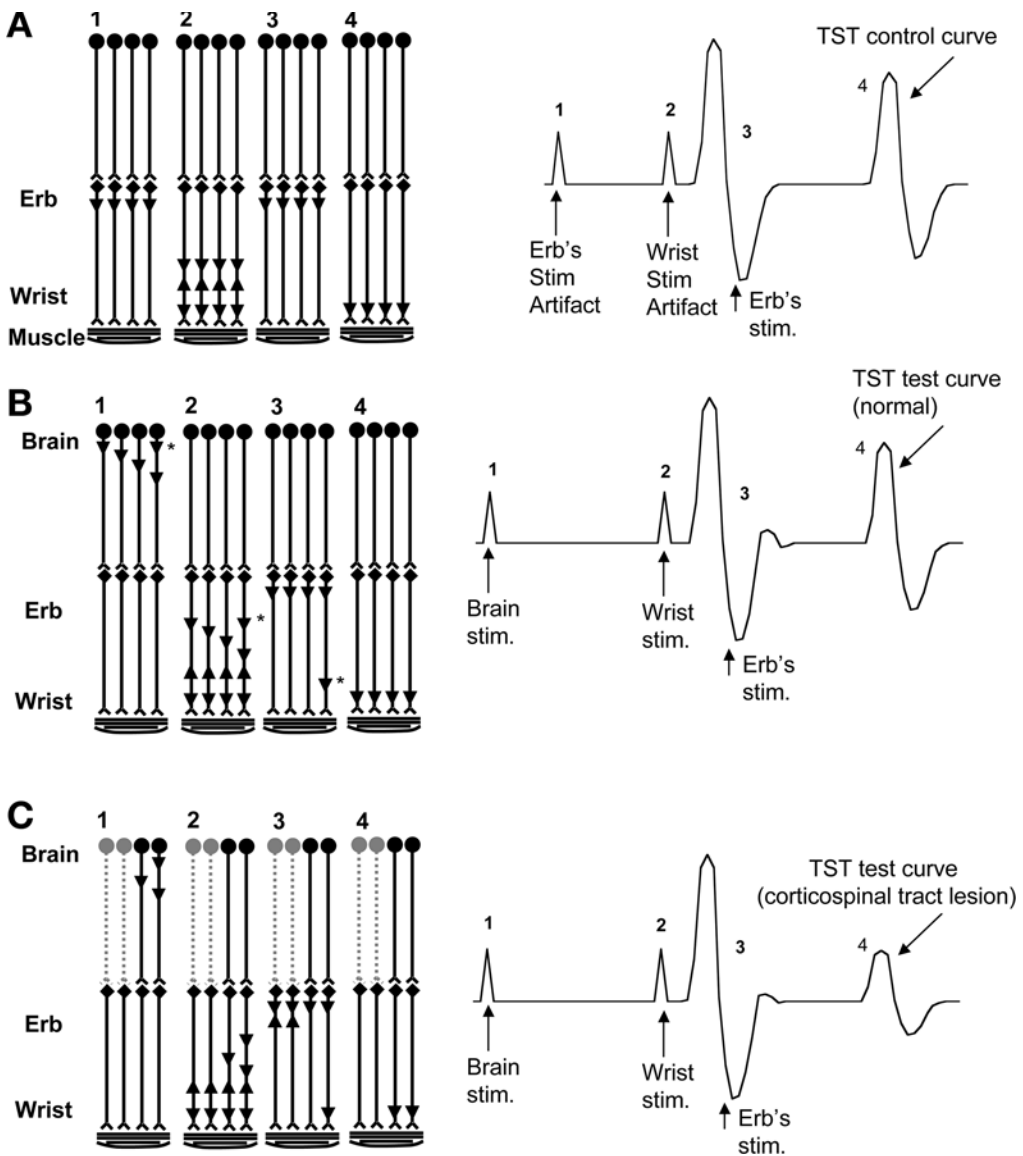 A
1 2 3 4
Erb
Wrist
Muscle
TST control curve
1 2 3 4
Erb's
Stim
Artifact
Wrist
Stim
Artifact
Erb's
stim.
B
1 2 3 4
Brain
*
Erb
*
*
Wrist
TST test curve
(normal)
1 2 3 4
Brain
stim.
Wrist
stim.
Erb's
stim.
C
1 2 3 4
Brain
Erb
Wrist
TST test curve
(corticospinal tract lesion)
1 2 3 4
Brain
stim.
Wrist
stim.
Erb's
stim.